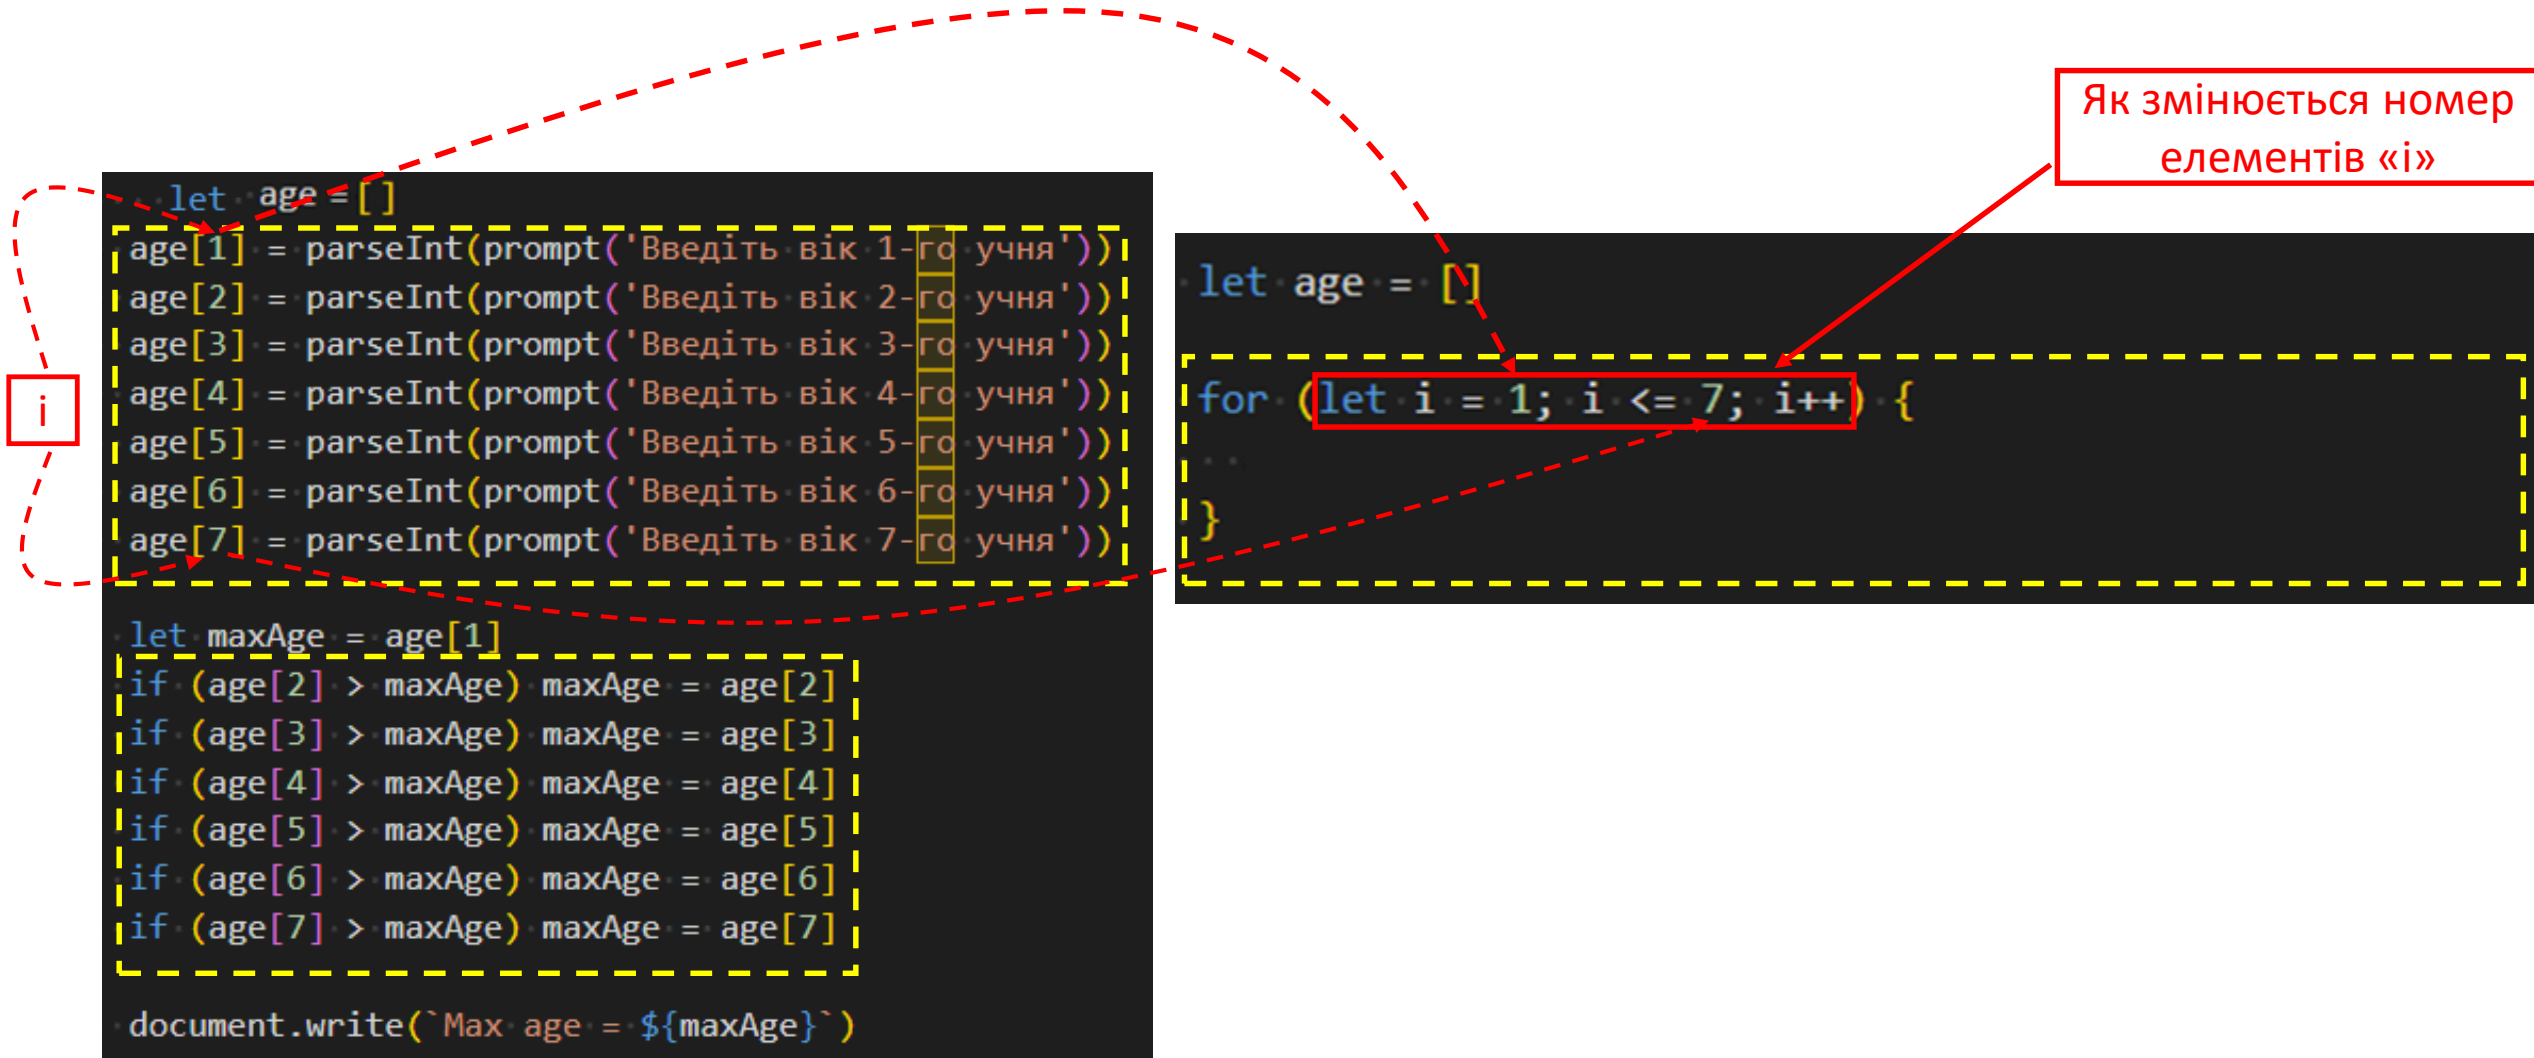 Як змінюється номер
елементів «і»
let age = []
age[1] = parseInt(prompt('Введіть вік 1-го учня'))
age[2] = parseInt(prompt('Введіть вік 2-го учня'))
age[3] = parseInt(prompt('Введіть вік 3-го учня'))
age[4] = parseInt(prompt('Введіть вік 4-го учня'))
age[5] = parseInt(prompt('Введіть вік 5-го учня'))
age[6] = parseInt(prompt('Введіть вік 6-го учня'))
age[7] = parseInt(prompt('Введіть вік 7-го учня'))
let maxAge = age[1]
if (age[2] > maxAge) maxAge = age[2]
if (age[3] > maxAge) maxAge = age[3]
if (age[4] > maxAge) maxAge = age[4]
if (age[5] > maxAge) maxAge = age[5]
if (age[6] > maxAge) maxAge = age[6]
if (age[7] > maxAge) maxAge = age[7]
document.write(`Max age = ${maxAge}`)
і
let age = []
for (let i = 1; i <= 7; i++) {
}